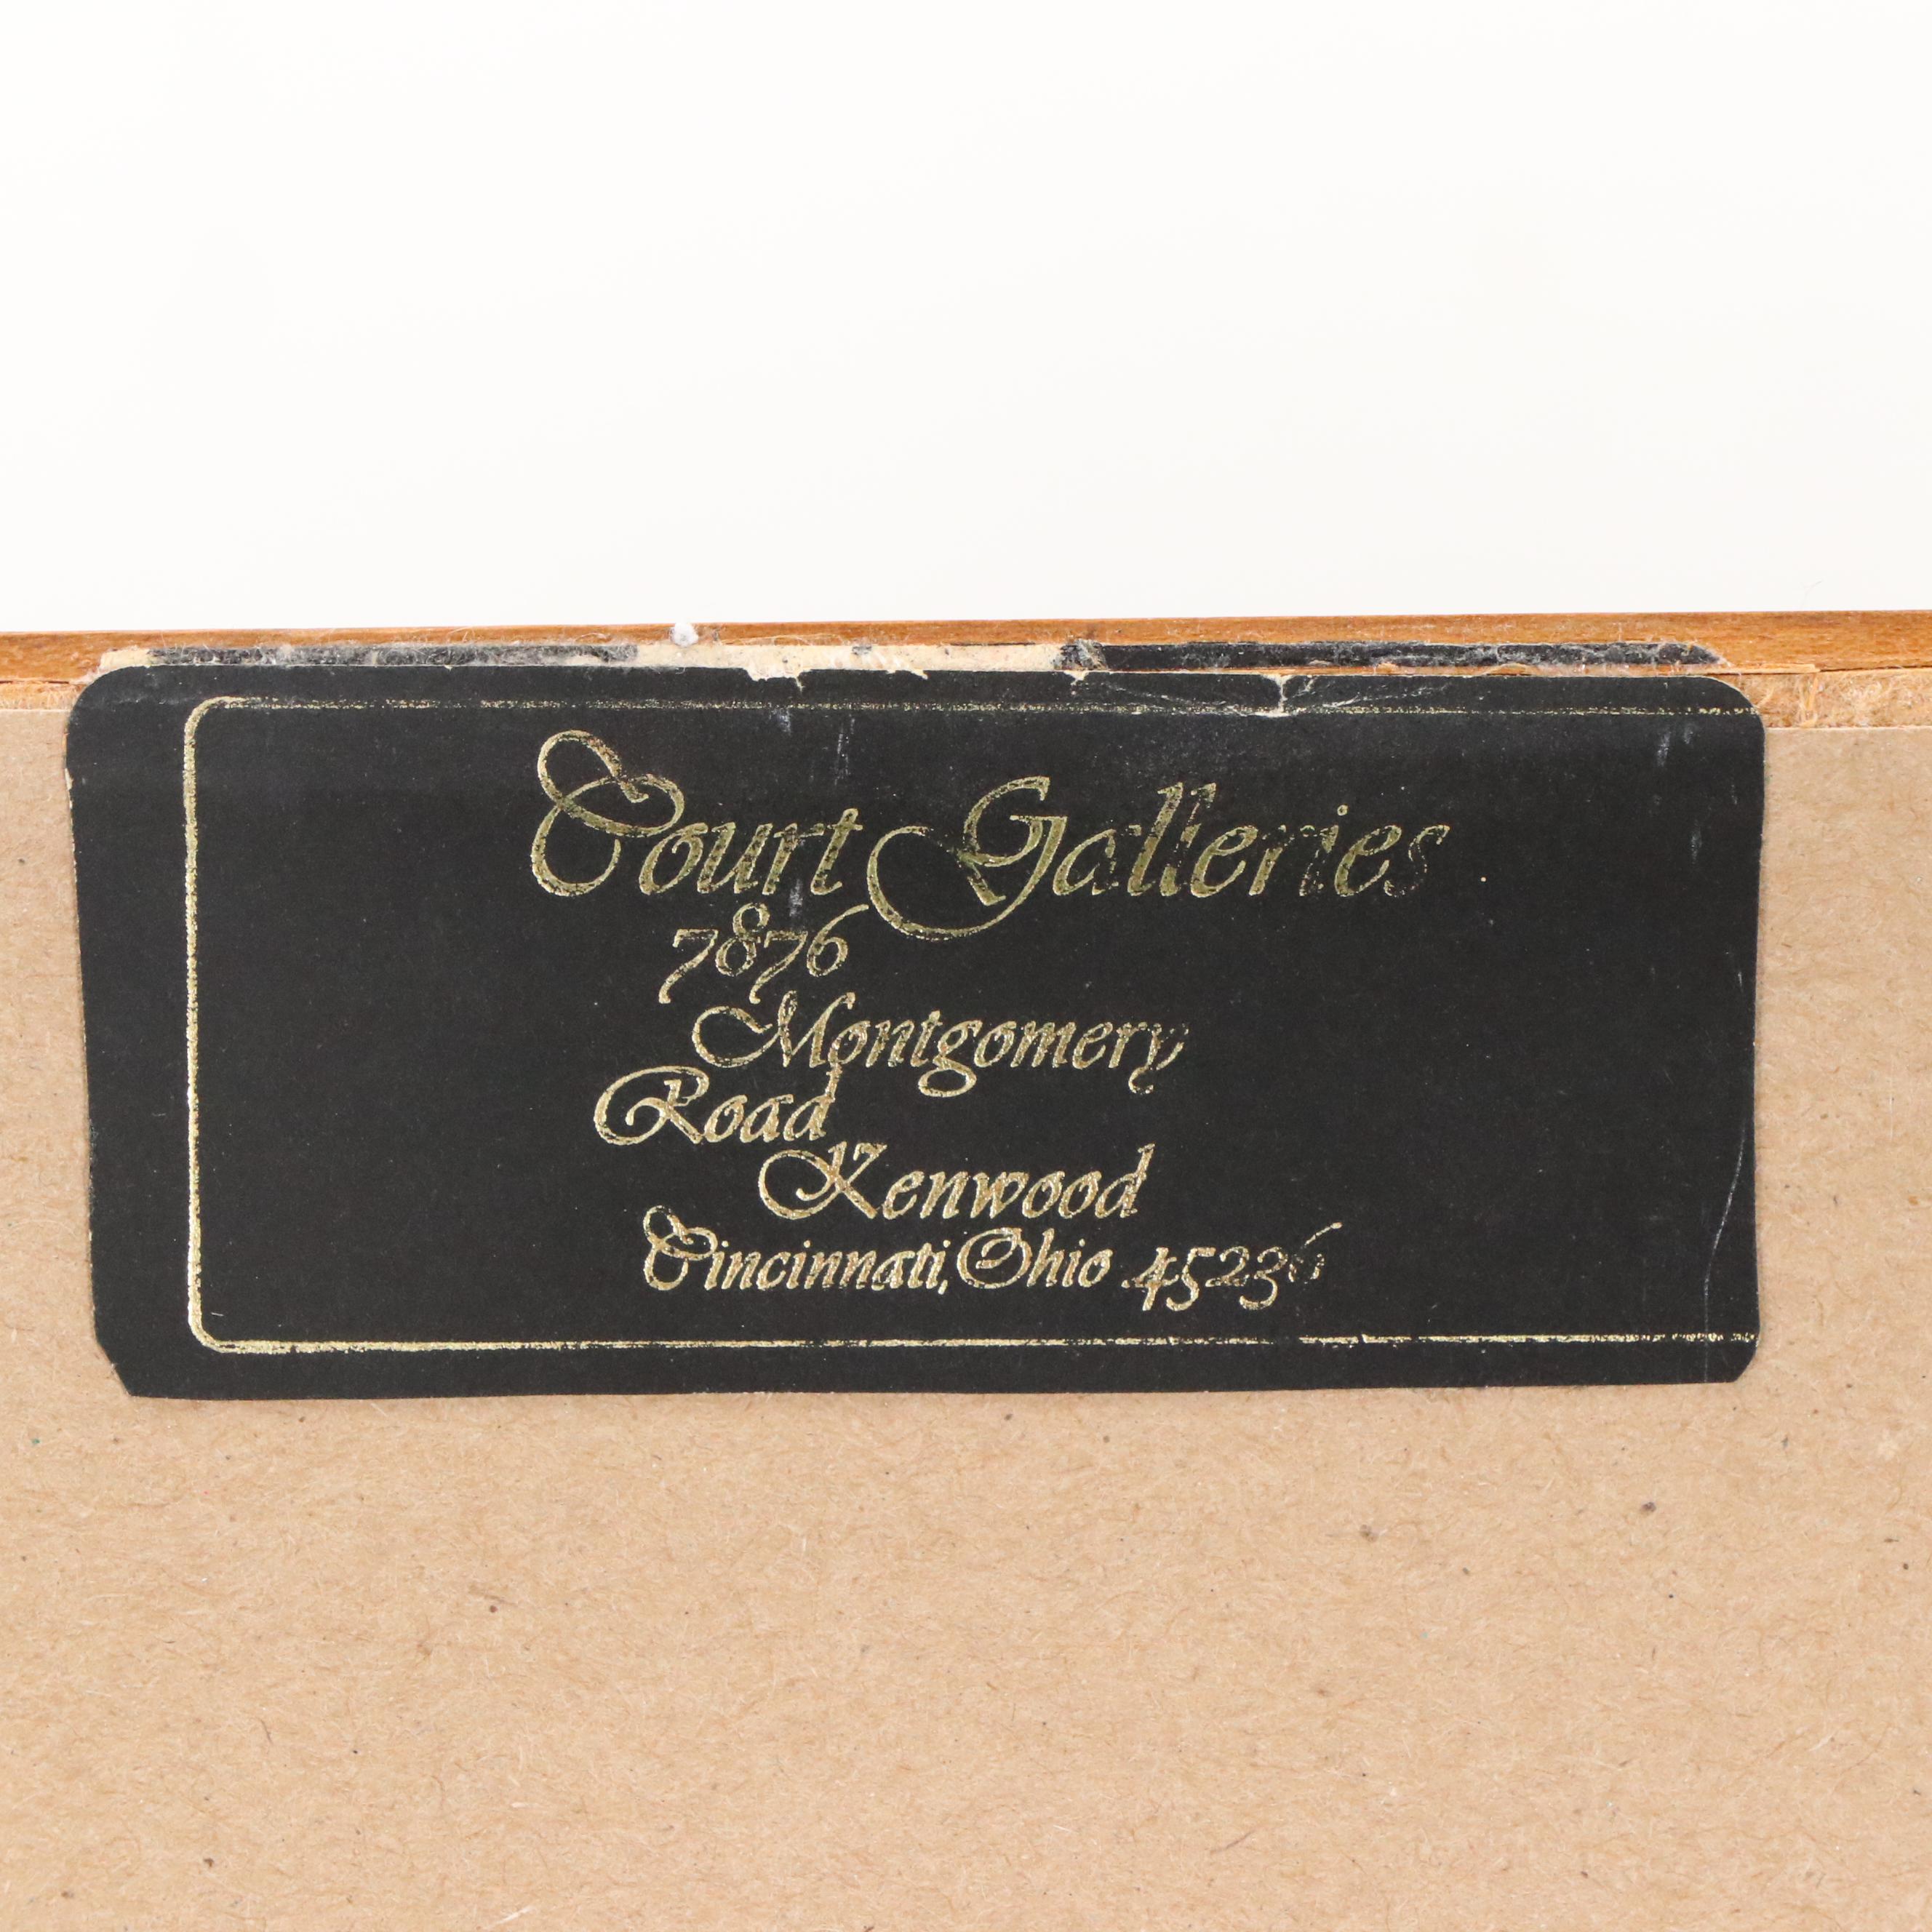 Court Galleries
7876
Montgomery
Road
Kenwood
Cincinnati, Ohio 45236